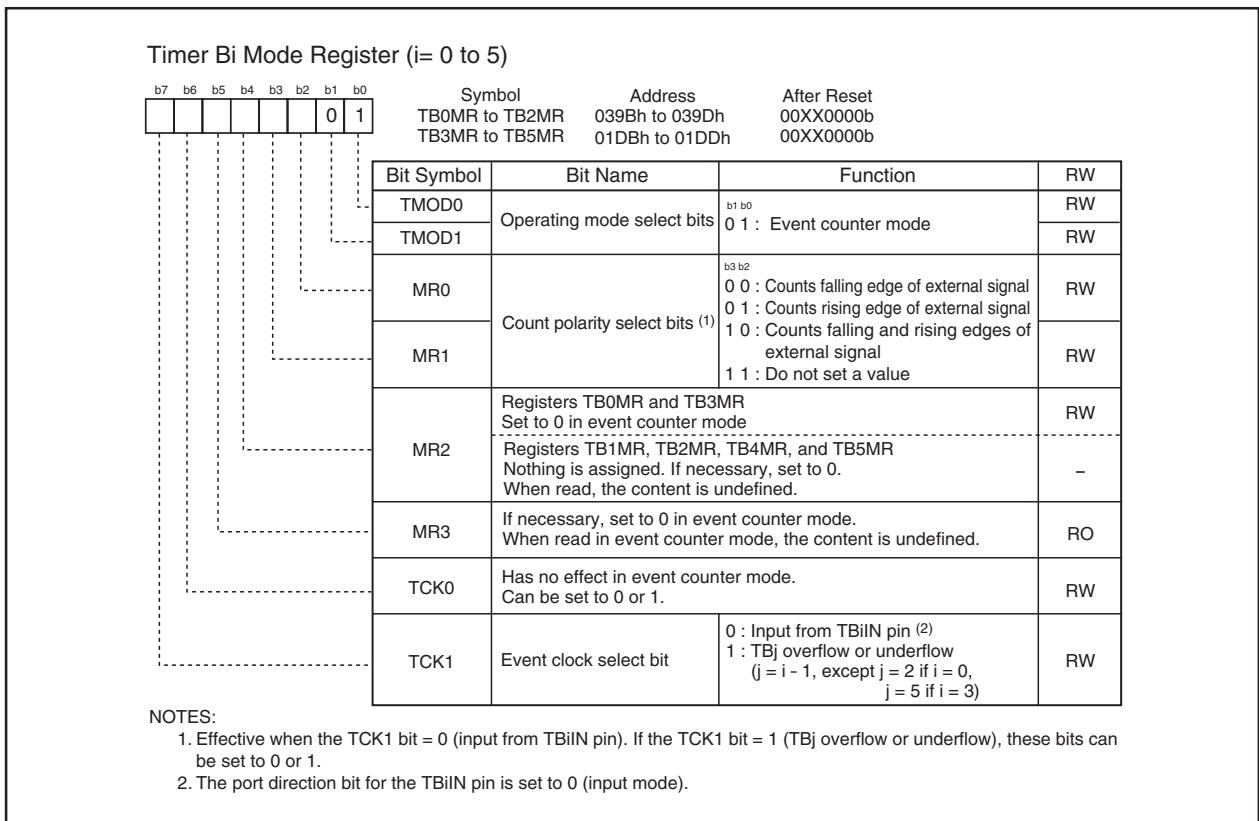 Timer Bi Mode Register (i= 0 to 5)
b7 b6 b5 b4 b3 b2 b1 b0
0 1
Symbol Address After Reset
TB0MR to TB2MR 039Bh to 039Dh 00XX0000b
TB3MR to TB5MR 01DBh to 01DDh 00XX0000b
Bit Symbol Bit Name Function RW
TMOD0 RW
Operating mode select bits
b1 b0
0 1 : Event counter mode
TMOD1 RW
MR0 RW
Count polarity select bits (1)
b3 b2
0 0 : Counts falling edge of external signal
0 1 : Counts rising edge of external signal
1 0 : Counts falling and rising edges of
external signal
1 1 : Do not set a value
MR1 RW
MR2
Registers TB0MR and TB3MR
Set to 0 in event counter mode
RW
Registers TB1MR, TB2MR, TB4MR, and TB5MR
Nothing is assigned. If necessary, set to 0.
When read, the content is undefined.
–
MR3
If necessary, set to 0 in event counter mode.
When read in event counter mode, the content is undefined.
RO
TCK0
Has no effect in event counter mode.
Can be set to 0 or 1.
RW
TCK1
Event clock select bit
0 : Input from TBiIN pin (2)
1 : TBj overflow or underflow
(j = i - 1, except j = 2 if i = 0,
j = 5 if i = 3)
RW
NOTES:
1. Effective when the TCK1 bit = 0 (input from TBiIN pin). If the TCK1 bit = 1 (TBj overflow or underflow), these bits can
be set to 0 or 1.
2. The port direction bit for the TBiIN pin is set to 0 (input mode).